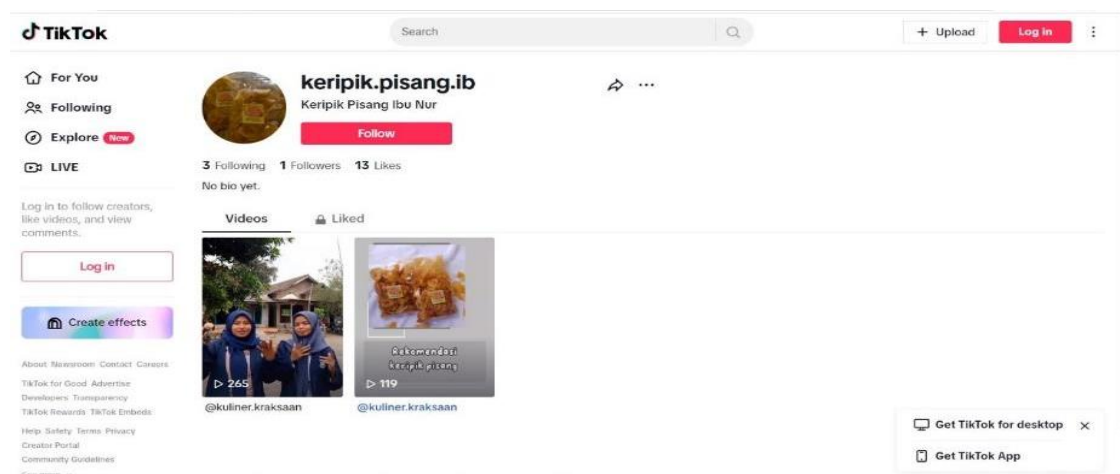 TikTok
Search
+ Upload
Log in
For You
Following
Explore New
LIVE
Log in to follow creators,
like videos, and view
comments.
Log in
Create effects
About Newsroom Contact Careers
TikTok for Good Advertise
Developers Transparency
TikTok Rewards TikTok Embeds
Help Safety Terms Privacy
Creator Portal
Community Guidelines
keripik.pisang.ib
Keripik Pisang Ibu Nur
Follow
3 Following 1 Followers 13 Likes
No bio yet.
Videos Liked
265
Rekomendasi
keripik pisang
119
@kuliner.kraksaan
@kuliner.kraksaan
Get TikTok for desktop
Get TikTok App